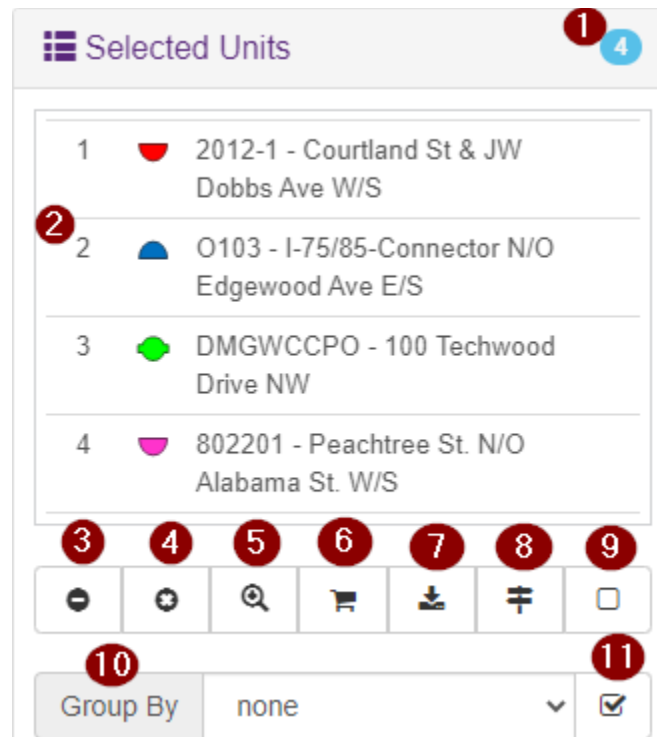 1
Selected Units 4
1 2012-1 - Courtland St & JW
Dobbs Ave W/S
2
2 O103 - I-75/85-Connector N/O
Edgewood Ave E/S
3 DMGWCCPO - 100 Techwood
Drive NW
4 802201 - Peachtree St. N/O
Alabama St. W/S
3 4 5 6 7 8 9
10 11
Group By none